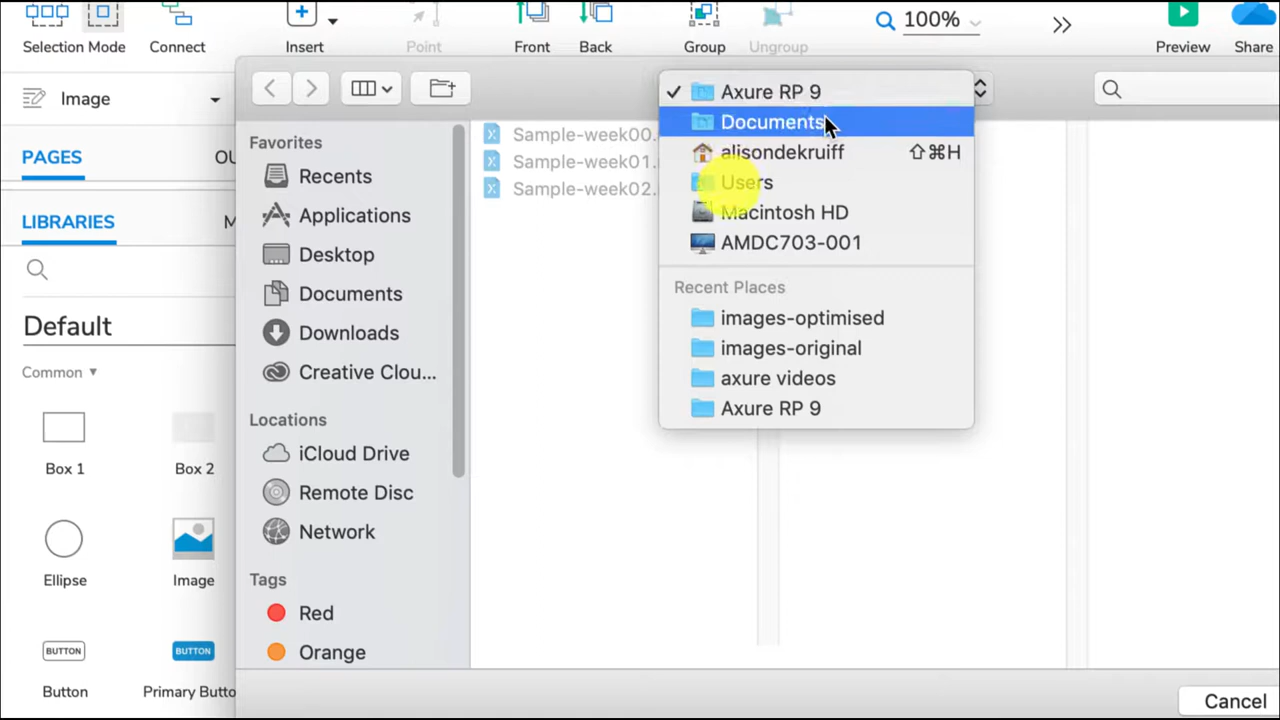 100%
Selection Mode Connect Insert Point Front Back Group Ungroup Preview Share
Image
PAGES OU
LIBRARIES M
Default
Common
Box 1 Box 2
Ellipse Image
BUTTON BUTTON
Button Primary Butto
Favorites
Recents
Applications
Desktop
Documents
Downloads
Creative Clou...
Locations
iCloud Drive
Remote Disc
Network
Tags
Red
Orange
Sample-week00.
Sample-week01.
Sample-week02.
Axure RP 9
Documents
alisondekruiff ⇧⌘H
Users
Macintosh HD
AMDC703-001
Recent Places
images-optimised
images-original
axure videos
Axure RP 9
Cancel